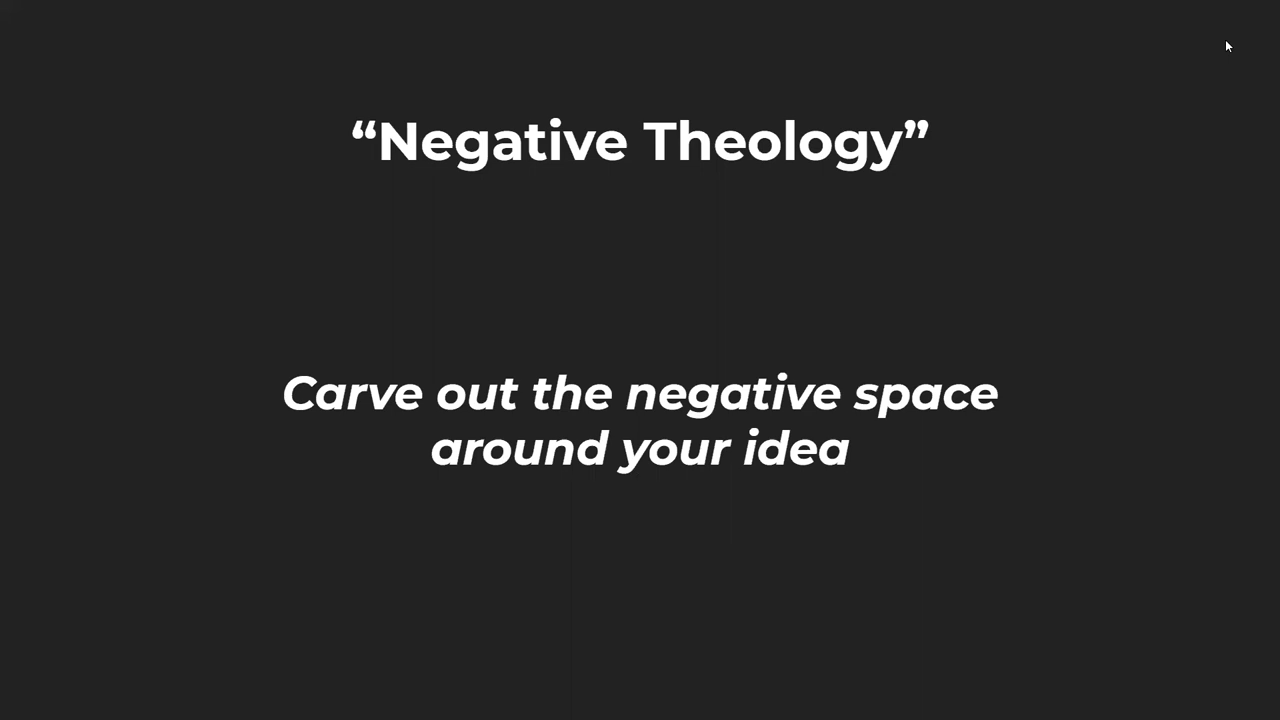 “Negative Theology”
Carve out the negative space
around your idea